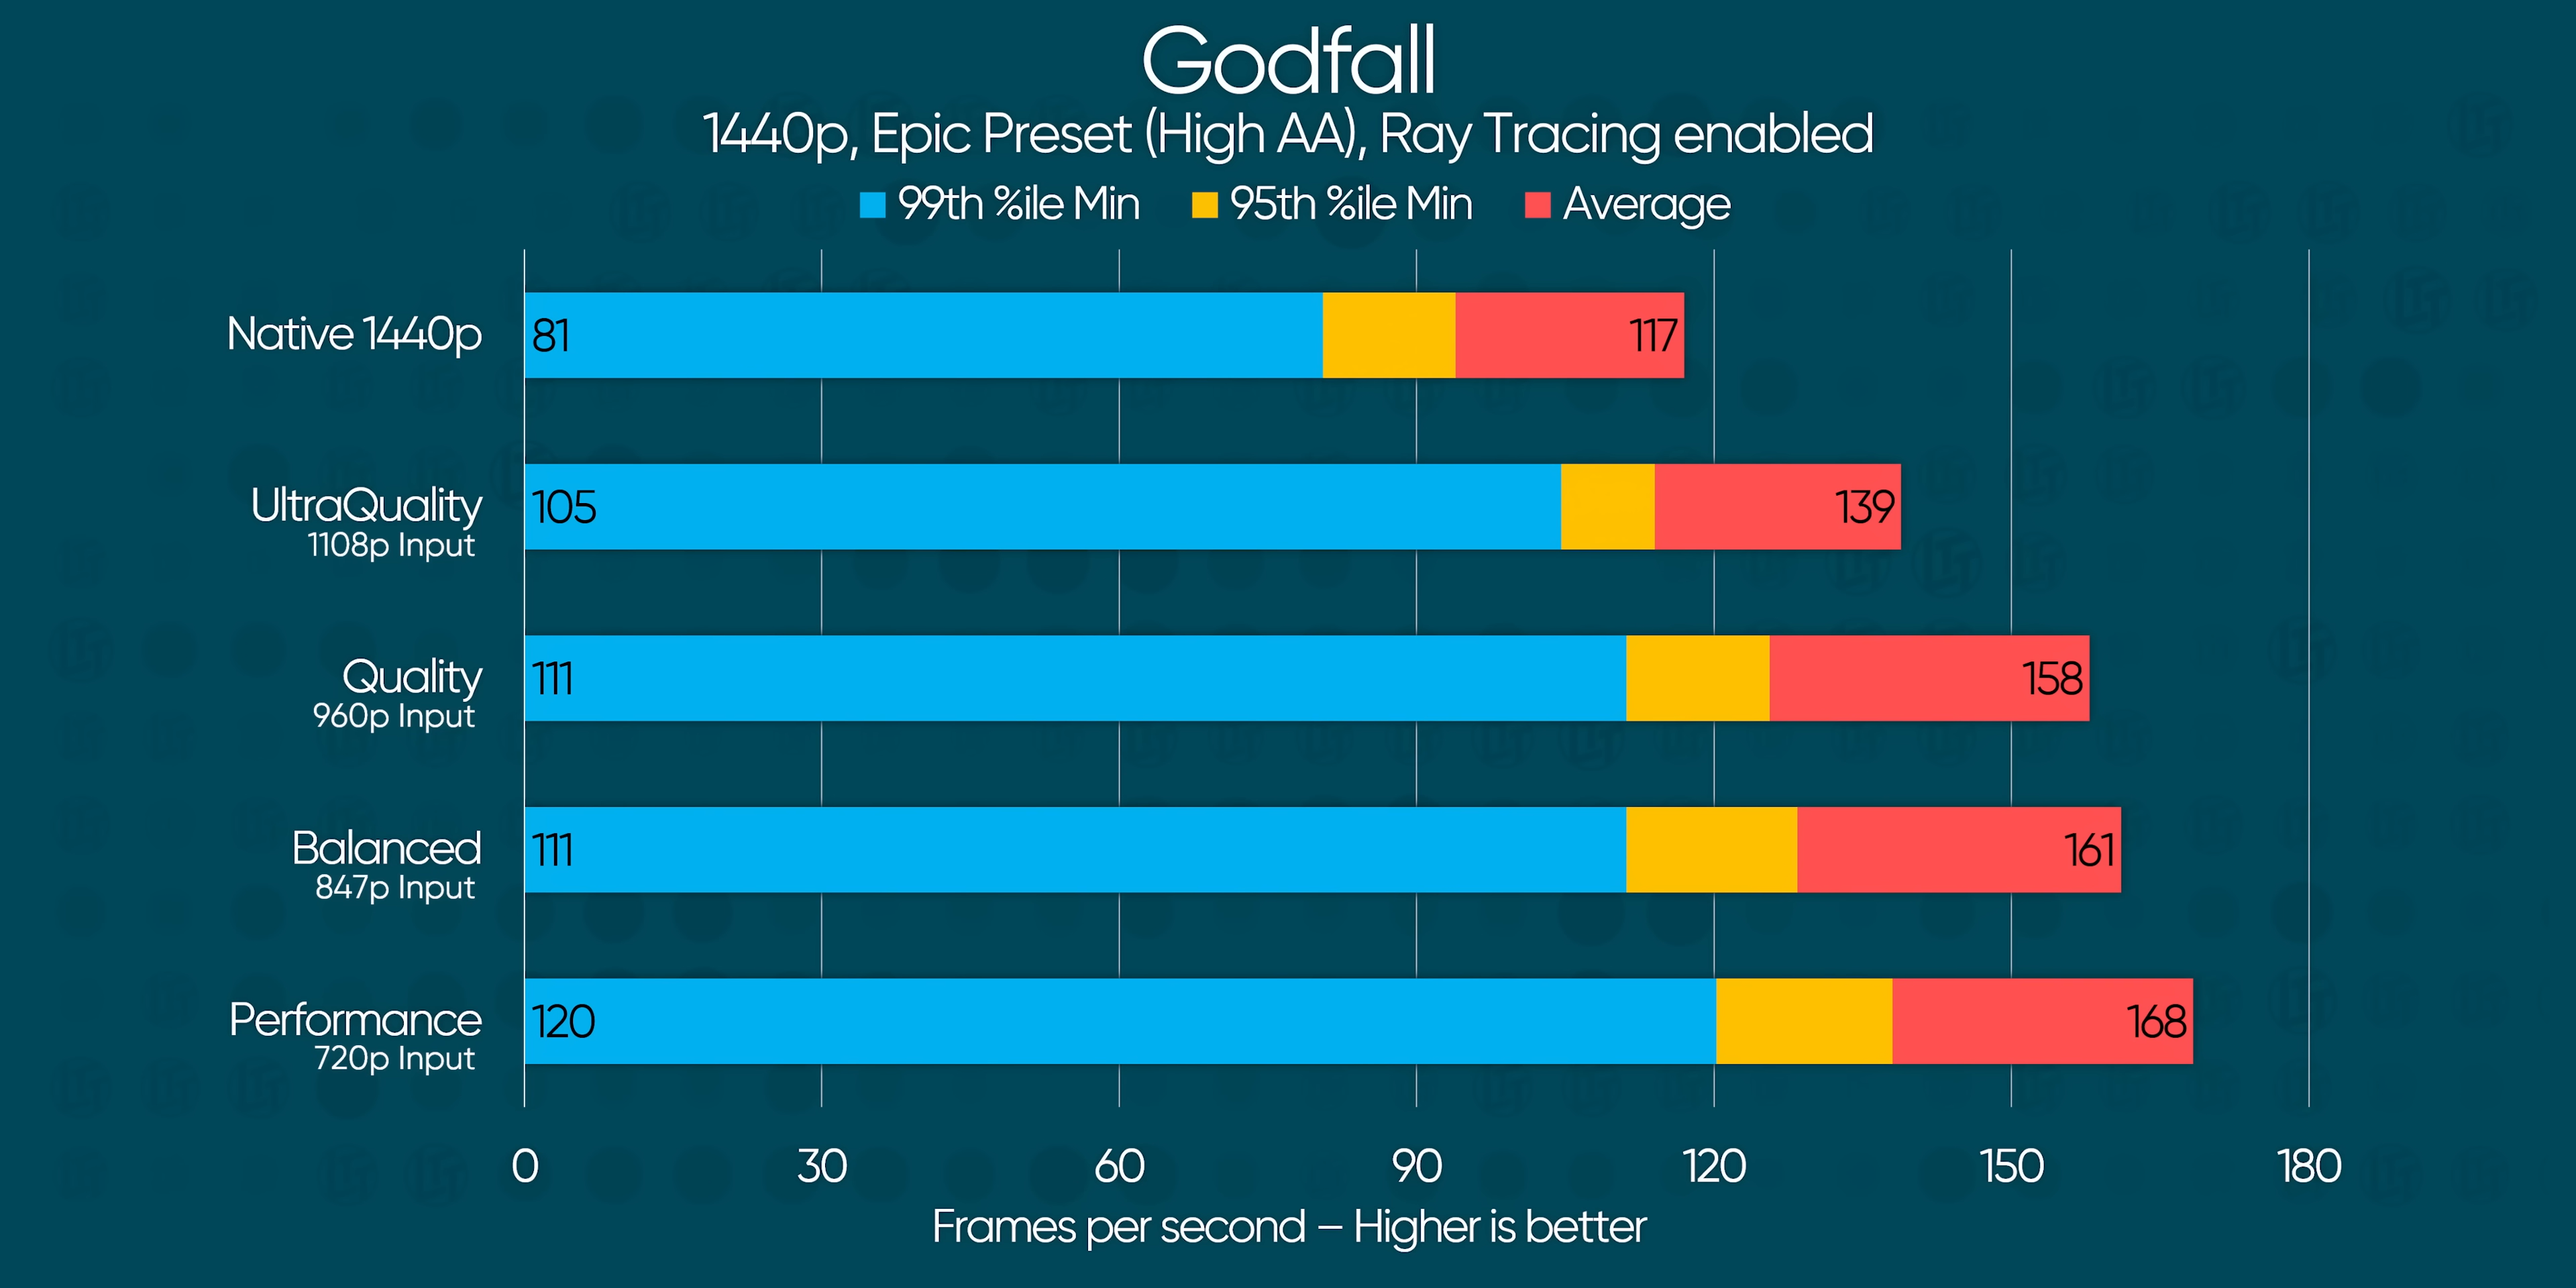 Godfall
1440p, Epic Preset (High AA), Ray Tracing enabled
99th %ile Min 95th %ile Min Average
Native 1440p 81 117
UltraQuality 105 139
1108p Input
Quality 111 158
960p Input
Balanced 111 161
847p Input
Performance 120 168
720p Input
0 30 60 90 120 150 180
Frames per second – Higher is better